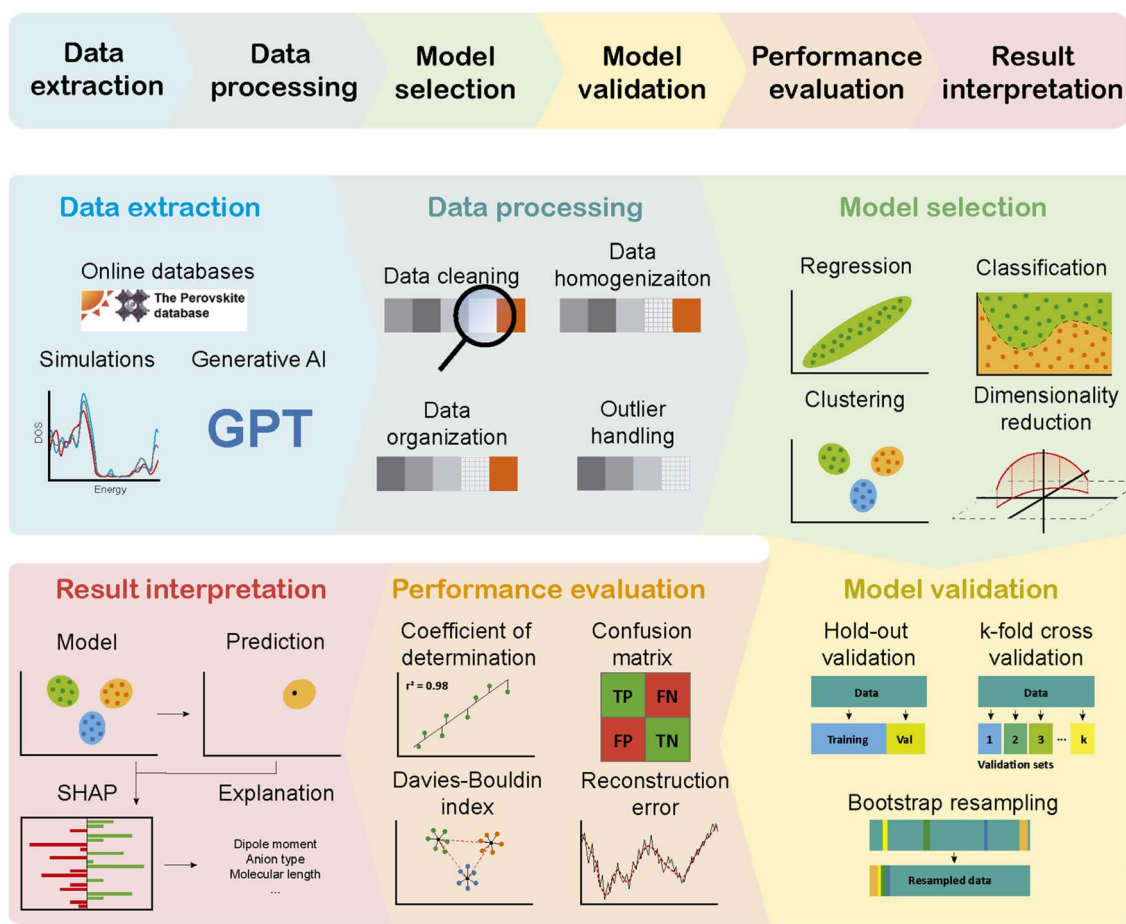 Data
extraction
Data
processing
Model
selection
Model
validation
Performance
evaluation
Result
interpretation
Data extraction
Online databases
The Perovskite
database
Simulations
Generative AI
DOS
Energy
GPT
Data processing
Data cleaning
Data
homogenizaiton
Data
organization
Outlier
handling
Model selection
Regression
Classification
Clustering
Dimensionality
reduction
Result interpretation
Model
Prediction
SHAP
Explanation
Dipole moment
Anion type
Molecular length
...
Performance evaluation
Coefficient of
determination
r² = 0.98
Confusion
matrix
TP FN
FP TN
Davies-Bouldin
index
Reconstruction
error
Model validation
Hold-out
validation
Data
Training Val
k-fold cross
validation
Data
1 2 3 ... k
Validation sets
Bootstrap resampling
Resampled data